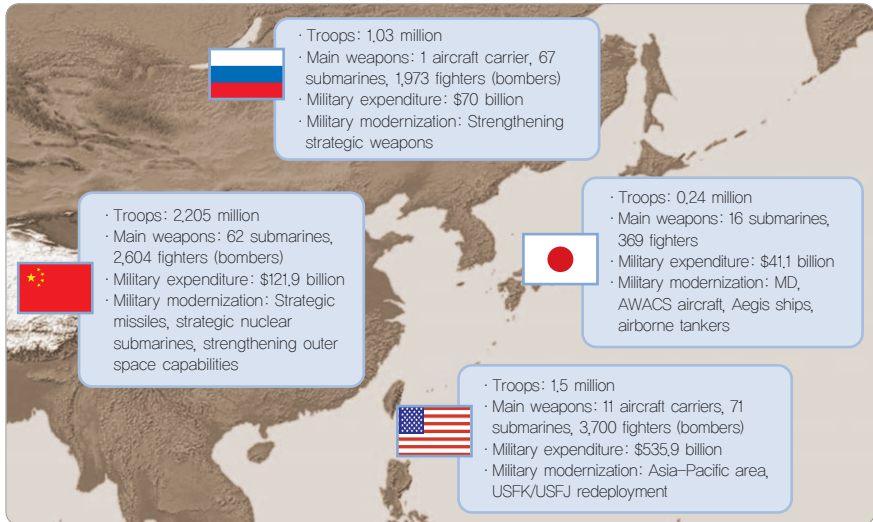 · Troops: 1.03 million
· Main weapons: 1 aircraft carrier, 67
submarines, 1,973 fighters (bombers)
· Military expenditure: $70 billion
· Military modernization: Strengthening
strategic weapons
· Troops: 2,205 million
· Main weapons: 62 submarines,
2,604 fighters (bombers)
· Military expenditure: $121.9 billion
· Military modernization: Strategic
missiles, strategic nuclear
submarines, strengthening outer
space capabilities
· Troops: 0.24 million
· Main weapons: 16 submarines,
369 fighters
· Military expenditure: $41.1 billion
· Military modernization: MD,
AWACS aircraft, Aegis ships,
airborne tankers
· Troops: 1.5 million
· Main weapons: 11 aircraft carriers, 71
submarines, 3,700 fighters (bombers)
· Military expenditure: $535.9 billion
· Military modernization: Asia-Pacific area,
USFK/USFJ redeployment